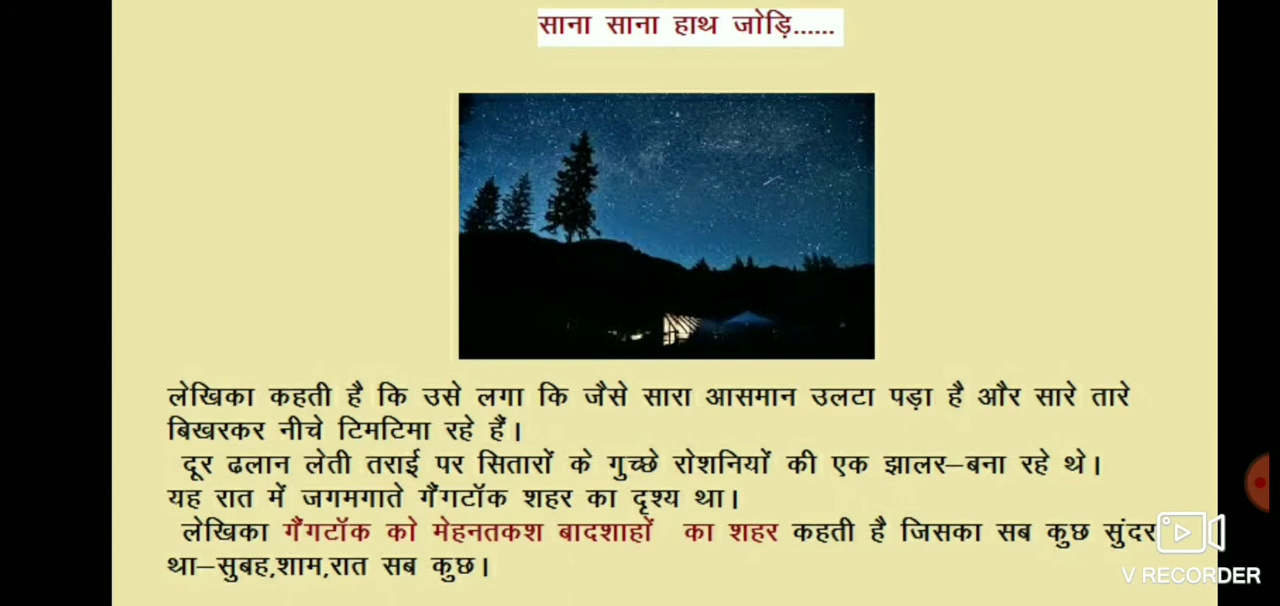 साना साना हाथ जोड़ि......
लेखिका कहती है कि उसे लगा कि जैसे सारा आसमान उलटा पड़ा है और सारे तारे
बिखरकर नीचे टिमटिमा रहे हैं।
दूर ढलान लेती तराई पर सितारों के गुच्छे रोशनियों की एक झालर–बना रहे थे।
यह रात में जगमगाते गैंगटॉक शहर का दृश्य था।
लेखिका गैंगटॉक को मेहनतकश बादशाहों का शहर कहती है जिसका सब कुछ सुंदर
था–सुबह,शाम,रात सब कुछ।
V RECORDER